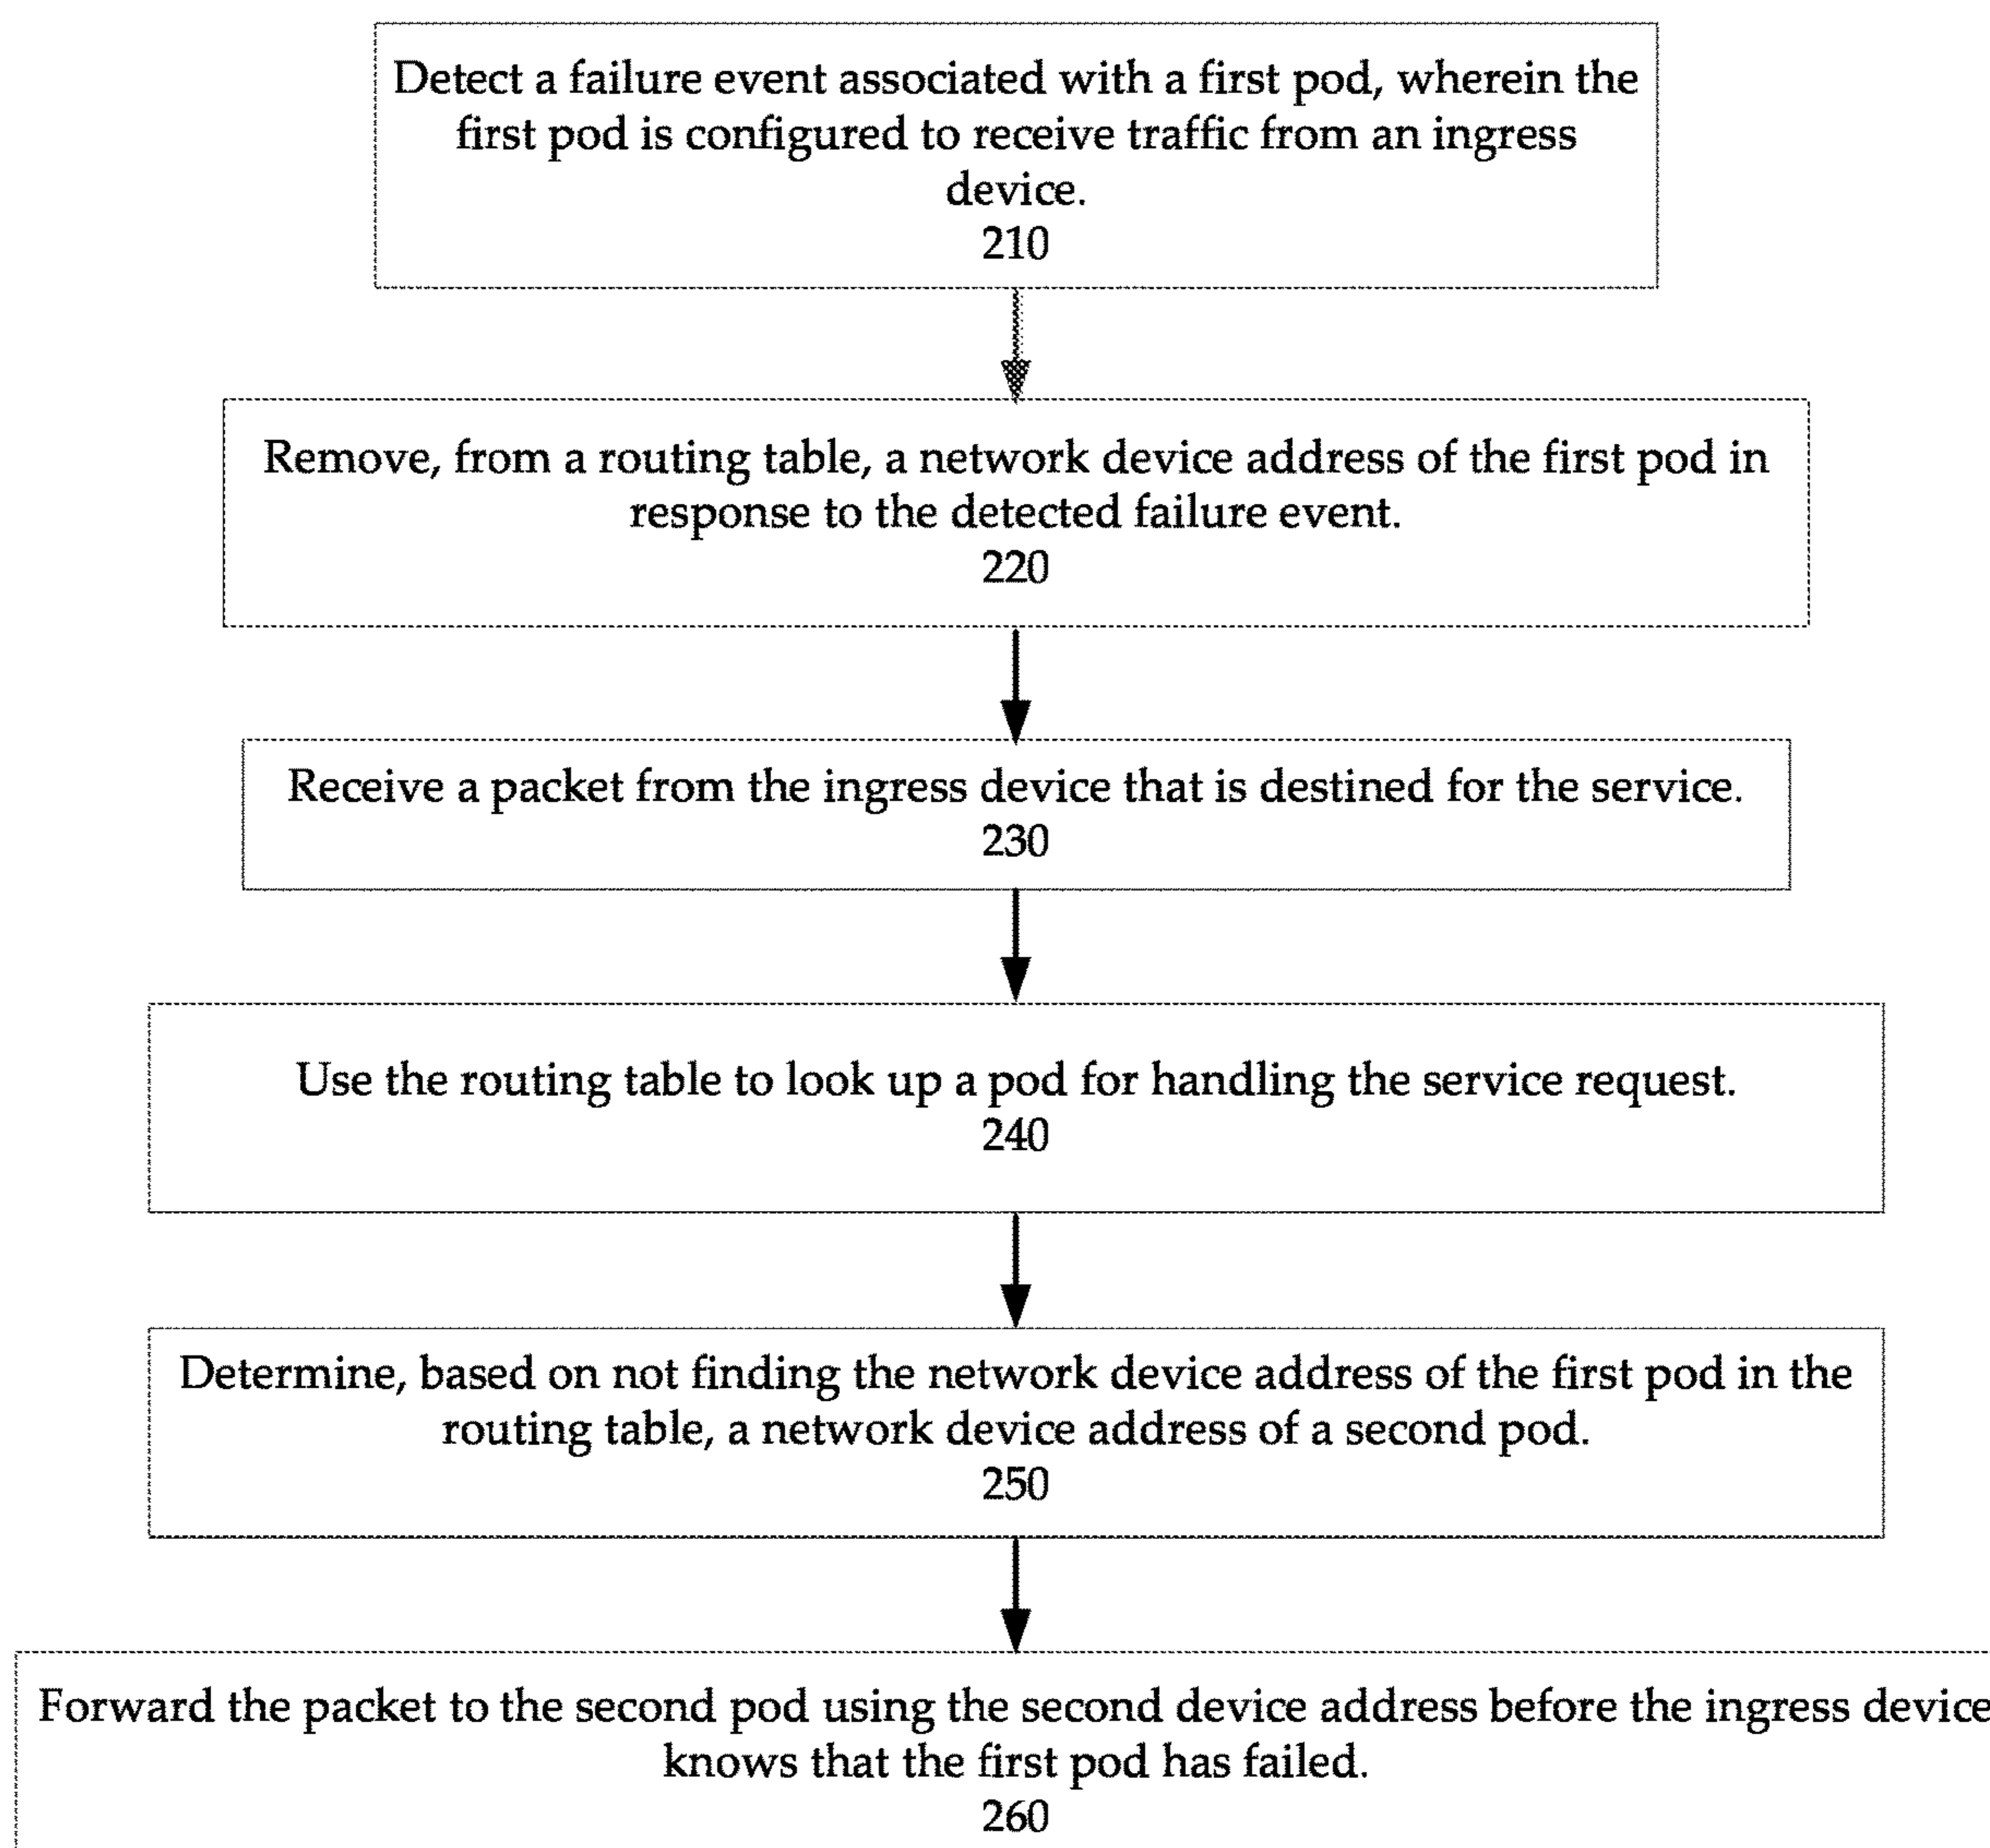 Detect a failure event associated with a first pod, wherein the
first pod is configured to receive traffic from an ingress
device.
210
Remove, from a routing table, a network device address of the first pod in
response to the detected failure event.
220
Receive a packet from the ingress device that is destined for the service.
230
Use the routing table to look up a pod for handling the service request.
240
Determine, based on not finding the network device address of the first pod in the
routing table, a network device address of a second pod.
250
Forward the packet to the second pod using the second device address before the ingress device
knows that the first pod has failed.
260